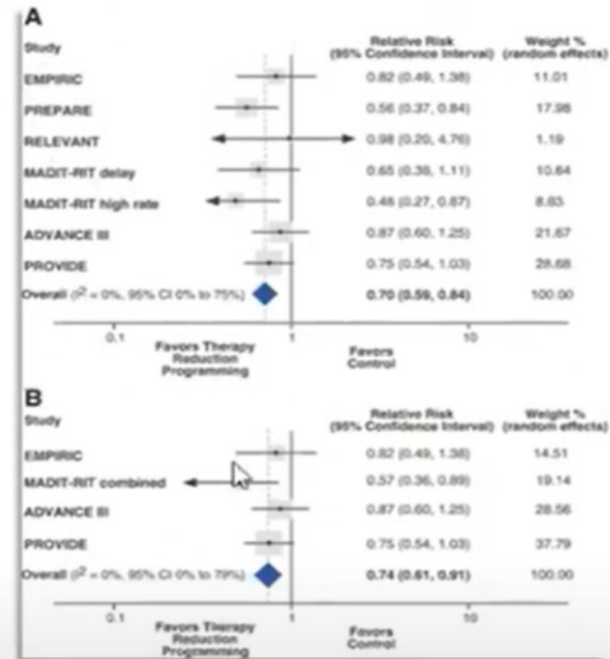 A
Study
Relative Risk
(95% Confidence Interval)
Weight %
(random effects)
EMPIRIC 0.82 (0.49, 1.38) 11.01
PREPARE 0.56 (0.37, 0.84) 17.98
RELEVANT 0.98 (0.20, 4.76) 1.19
MADIT-RIT delay 0.65 (0.38, 1.11) 10.64
MADIT-RIT high rate 0.48 (0.27, 0.87) 8.83
ADVANCE III 0.87 (0.60, 1.25) 21.67
PROVIDE 0.75 (0.54, 1.03) 28.68
Overall (I² = 0%, 95% CI 0% to 75%) 0.70 (0.59, 0.84) 100.00
0.1 1 10
Favors Therapy
Reduction
Programming
Favors
Control
B
Study
Relative Risk
(95% Confidence Interval)
Weight %
(random effects)
EMPIRIC 0.82 (0.49, 1.38) 14.51
MADIT-RIT combined 0.57 (0.36, 0.89) 19.14
ADVANCE III 0.87 (0.60, 1.25) 28.56
PROVIDE 0.75 (0.54, 1.03) 37.79
Overall (I² = 0%, 95% CI 0% to 79%) 0.74 (0.61, 0.91) 100.00
0.1 1 10
Favors Therapy
Reduction
Programming
Favors
Control